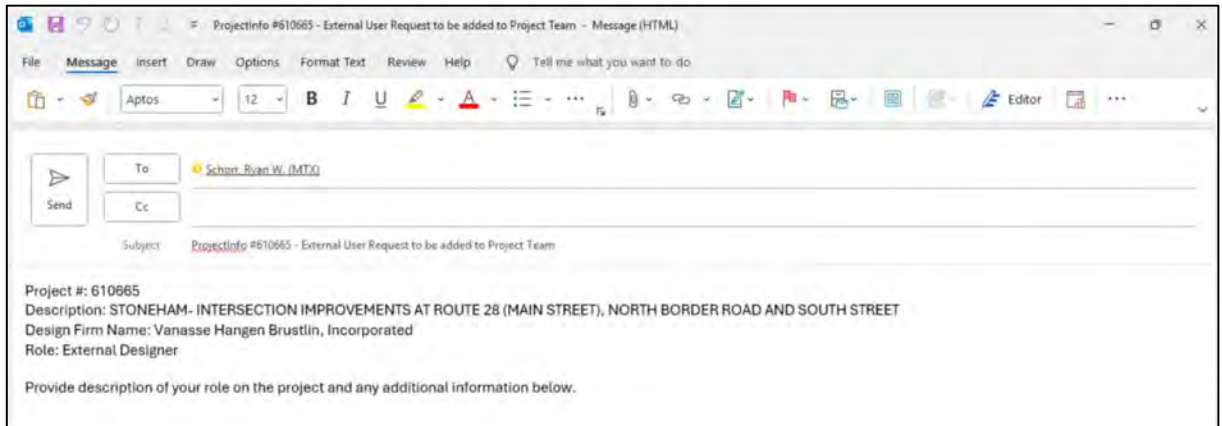 ProjectInfo #610665 - External User Request to be added to Project Team - Message (HTML)
File Message Insert Draw Options Format Text Review Help Tell me what you want to do
Aptos 12 B I U A Editor
To Schorr, Ryan W. (MTX)
Send Cc
Subject ProjectInfo #610665 - External User Request to be added to Project Team
Project #: 610665
Description: STONEHAM- INTERSECTION IMPROVEMENTS AT ROUTE 28 (MAIN STREET), NORTH BORDER ROAD AND SOUTH STREET
Design Firm Name: Vanasse Hangen Brustlin, Incorporated
Role: External Designer
Provide description of your role on the project and any additional information below.